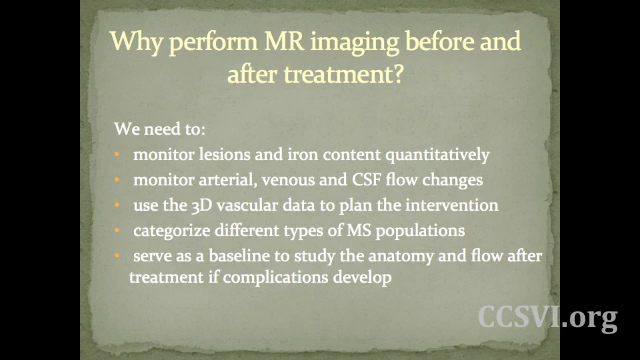 Why perform MR imaging before and
after treatment?
We need to:
• monitor lesions and iron content quantitatively
• monitor arterial, venous and CSF flow changes
• use the 3D vascular data to plan the intervention
• categorize different types of MS populations
• serve as a baseline to study the anatomy and flow after
treatment if complications develop
CCSVI.org